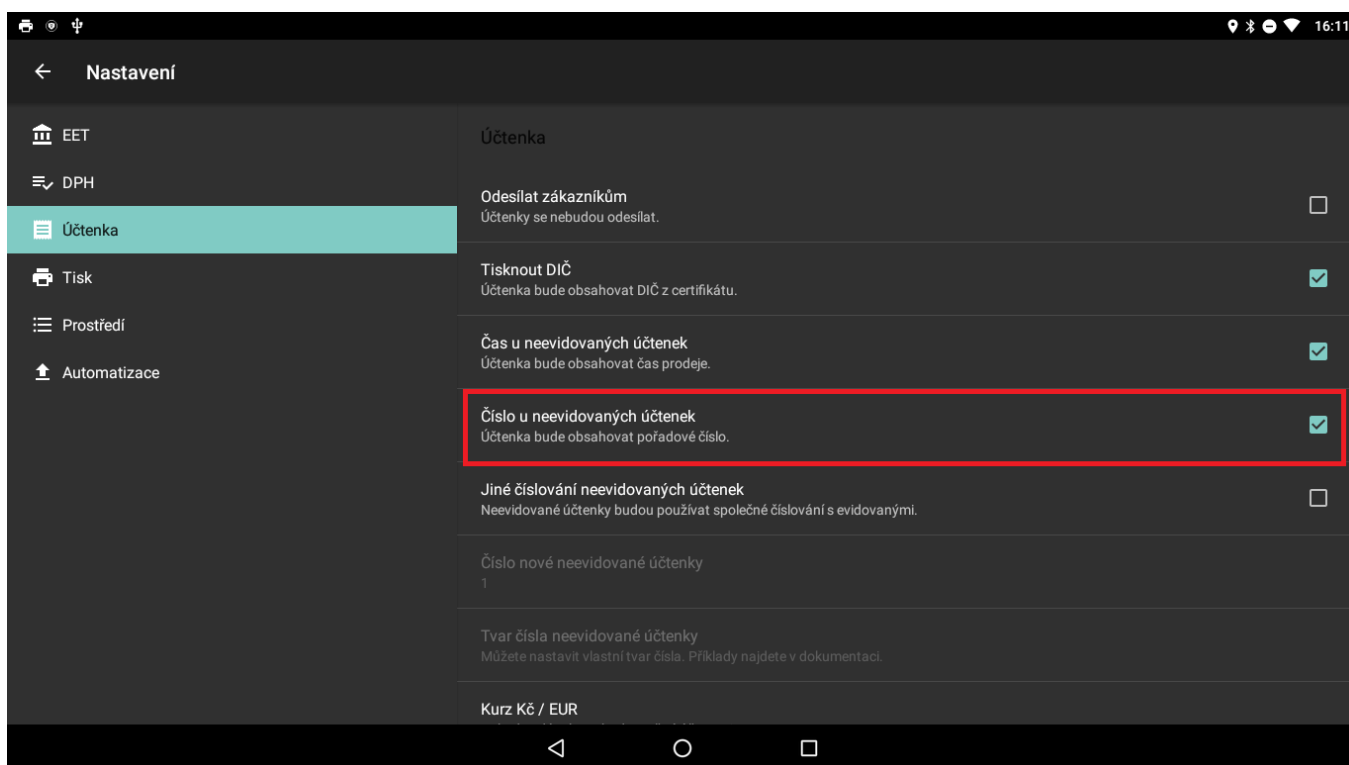 16:11
Nastavení
EET
DPH
Účtenka
Tisk
Prostředí
Automatizace
Účtenka
Odesílat zákazníkům
Účtenky se nebudou odesílat.
Tisknout DIČ
Účtenka bude obsahovat DIČ z certifikátu.
Čas u neevidovaných účtenek
Účtenka bude obsahovat čas prodeje.
Číslo u neevidovaných účtenek
Účtenka bude obsahovat pořadové číslo.
Jiné číslování neevidovaných účtenek
Neevidované účtenky budou používat společné číslování s evidovanými.
Číslo nové neevidované účtenky
1
Tvar čísla neevidované účtenky
Můžete nastavit vlastní tvar čísla. Příklady najdete v dokumentaci.
Kurz Kč / EUR